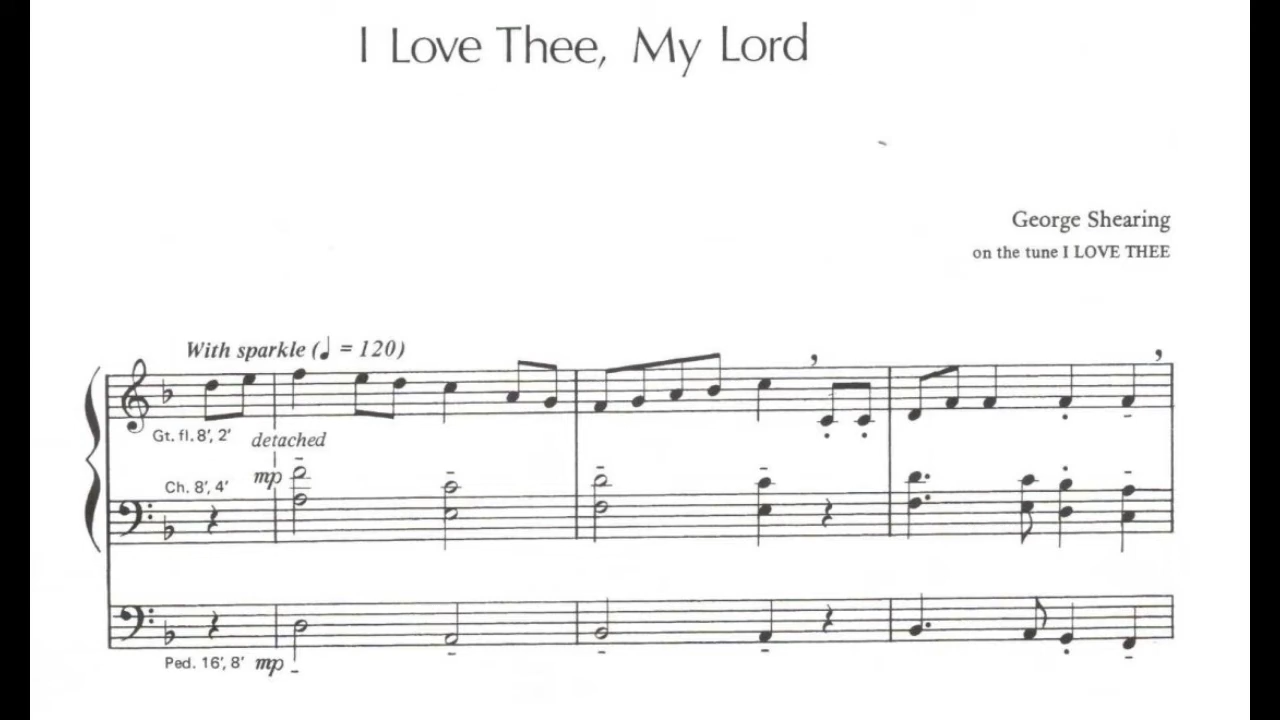 I Love Thee, My Lord
George Shearing
on the tune I LOVE THEE
With sparkle (♩ = 120)
Gt. fl. 8', 2'
detached
mp
Ch. 8', 4'
Ped. 16', 8' mp